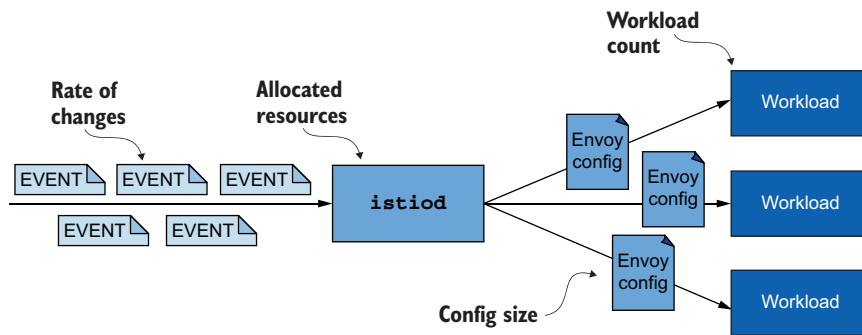 Workload
count
Rate of
changes
Allocated
resources
Workload
Envoy
config
EVENT
EVENT
EVENT
Envoy
config
istiod
Workload
EVENT
EVENT
Envoy
config
Config size
Workload